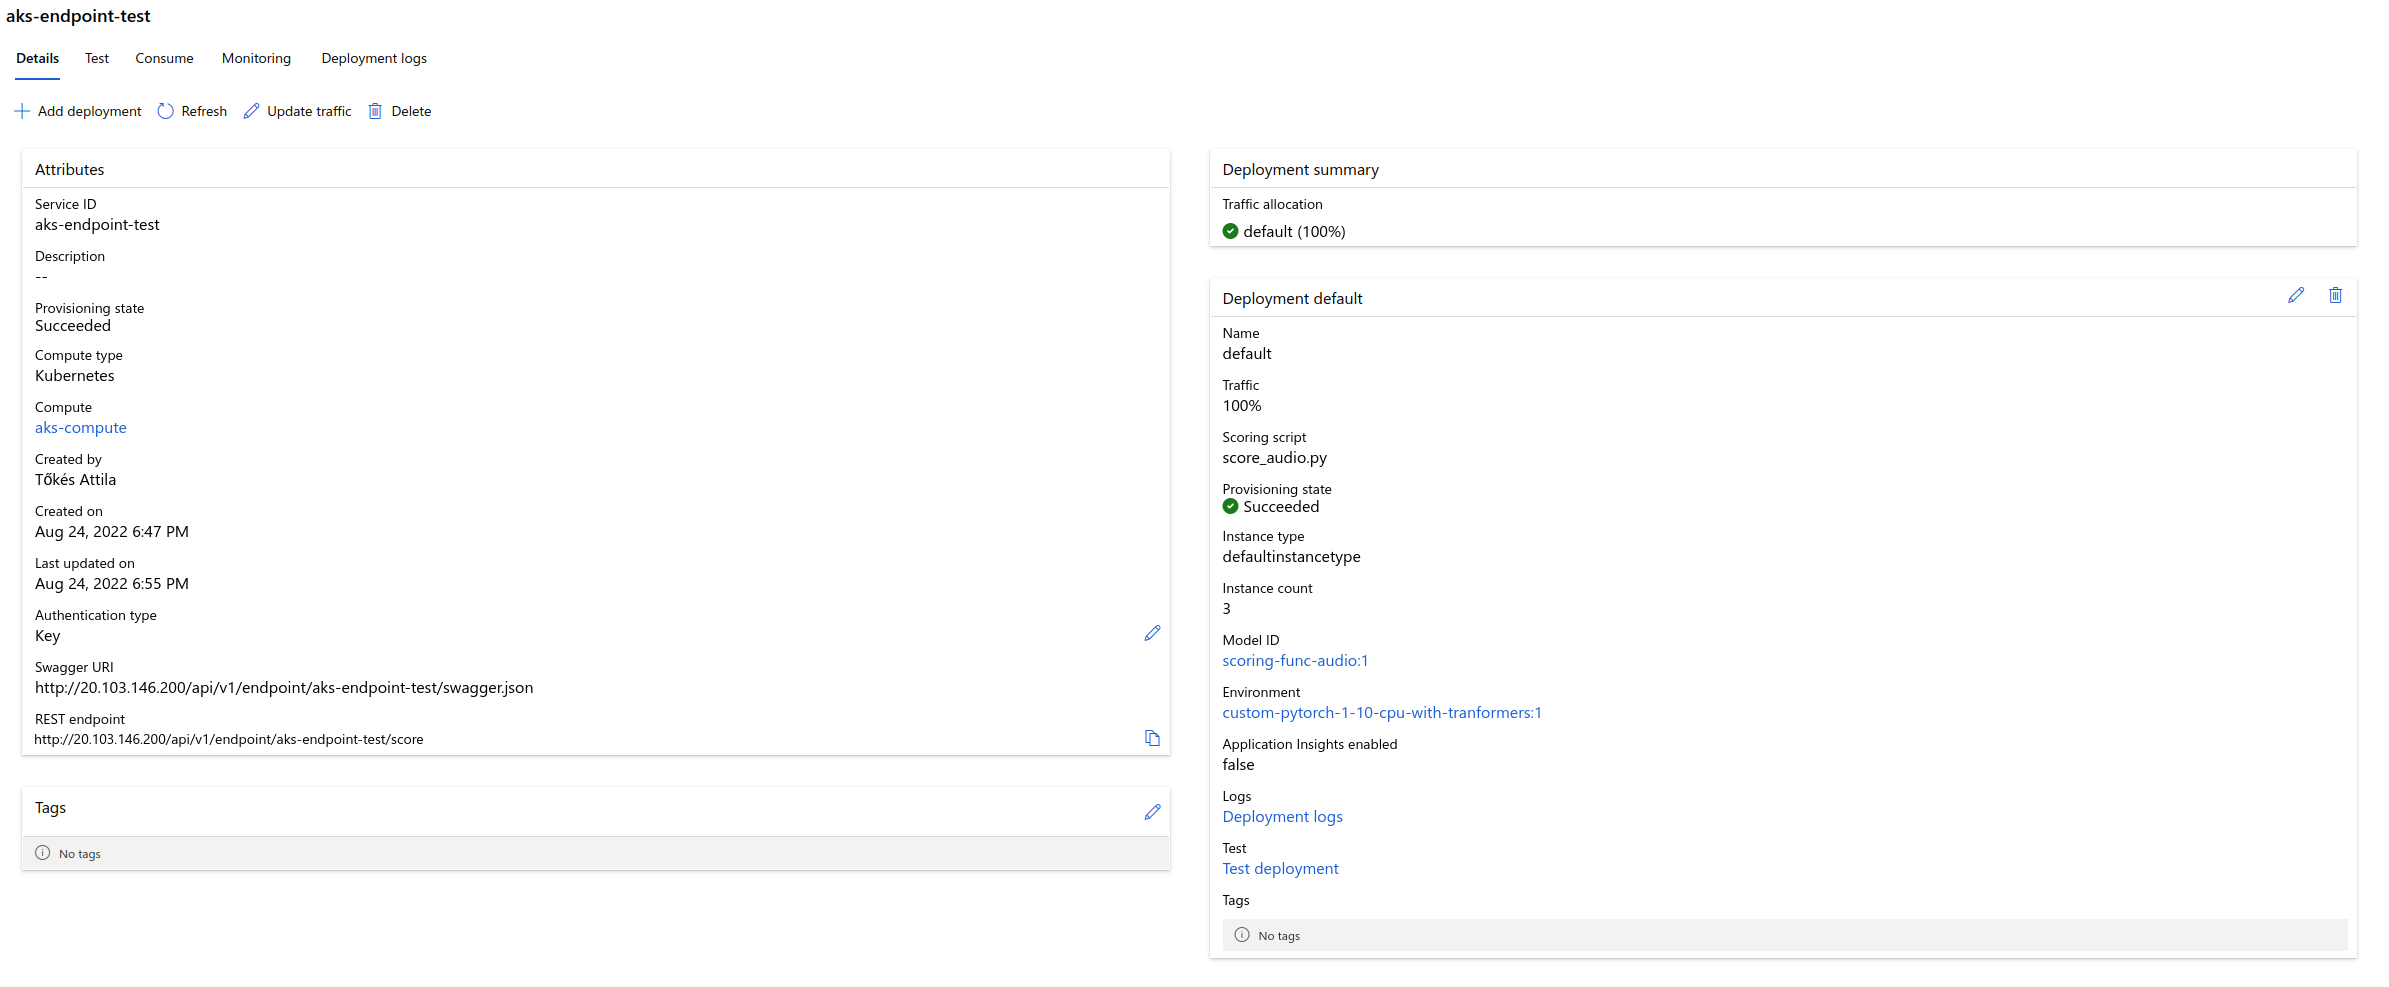 aks-endpoint-test
Details Test Consume Monitoring Deployment logs
Add deployment Refresh Update traffic Delete
Attributes
Service ID
aks-endpoint-test
Description
--
Provisioning state
Succeeded
Compute type
Kubernetes
Compute
aks-compute
Created by
Tőkés Attila
Created on
Aug 24, 2022 6:47 PM
Last updated on
Aug 24, 2022 6:55 PM
Authentication type
Key
Swagger URI
http://20.103.146.200/api/v1/endpoint/aks-endpoint-test/swagger.json
REST endpoint
http://20.103.146.200/api/v1/endpoint/aks-endpoint-test/score
Tags
No tags
Deployment summary
Traffic allocation
default (100%)
Deployment default
Name
default
Traffic
100%
Scoring script
score_audio.py
Provisioning state
Succeeded
Instance type
defaultinstancetype
Instance count
3
Model ID
scoring-func-audio:1
Environment
custom-pytorch-1-10-cpu-with-tranformers:1
Application Insights enabled
false
Logs
Deployment logs
Test
Test deployment
Tags
No tags